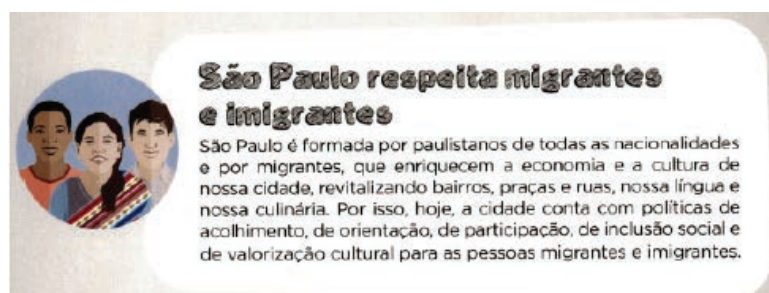 São Paulo respeita migrantes
e imigrantes
São Paulo é formada por paulistanos de todas as nacionalidades
e por migrantes, que enriquecem a economia e a cultura de
nossa cidade, revitalizando bairros, praças e ruas, nossa língua e
nossa culinária. Por isso, hoje, a cidade conta com políticas de
acolhimento, de orientação, de participação, de inclusão social e
de valorização cultural para as pessoas migrantes e imigrantes.